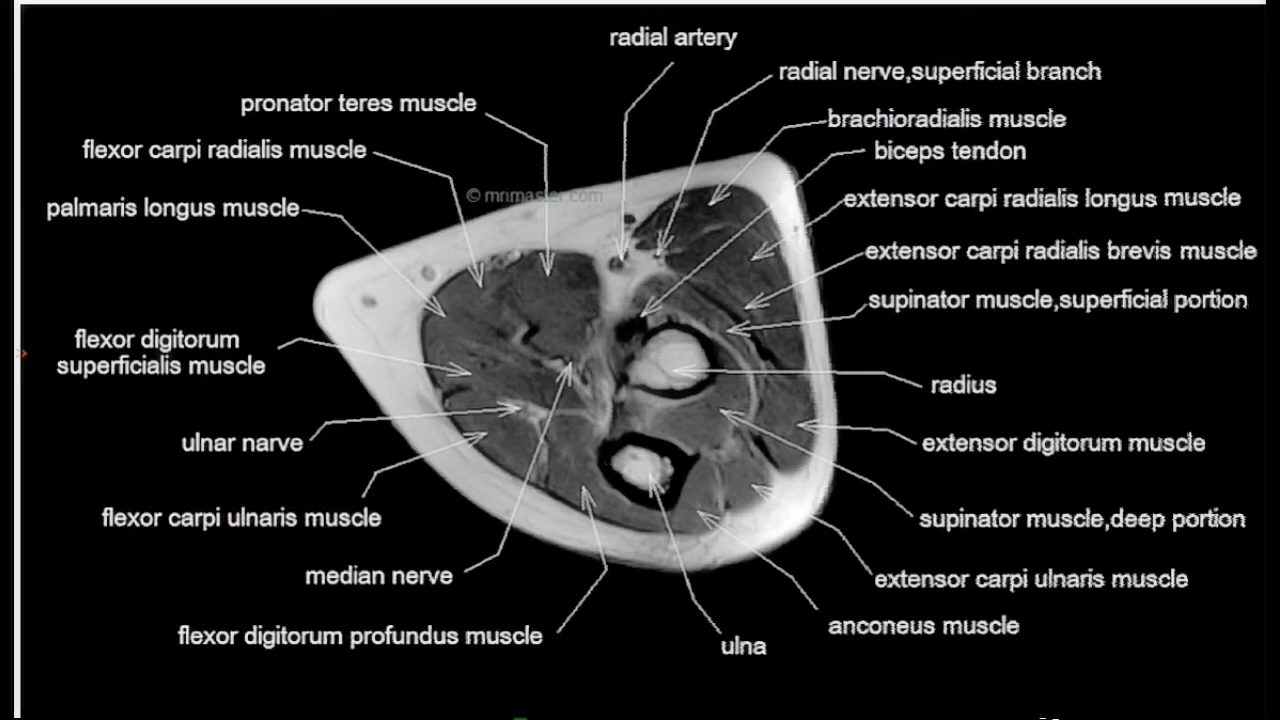 radial artery
radial nerve,superficial branch
pronator teres muscle
brachioradialis muscle
flexor carpi radialis muscle
biceps tendon
© mrimaster.com
extensor carpi radialis longus muscle
palmaris longus muscle
extensor carpi radialis brevis muscle
supinator muscle,superficial portion
flexor digitorum
superficialis muscle
radius
ulnar narve
extensor digitorum muscle
flexor carpi ulnaris muscle
supinator muscle,deep portion
median nerve
extensor carpi ulnaris muscle
anconeus muscle
flexor digitorum profundus muscle
ulna